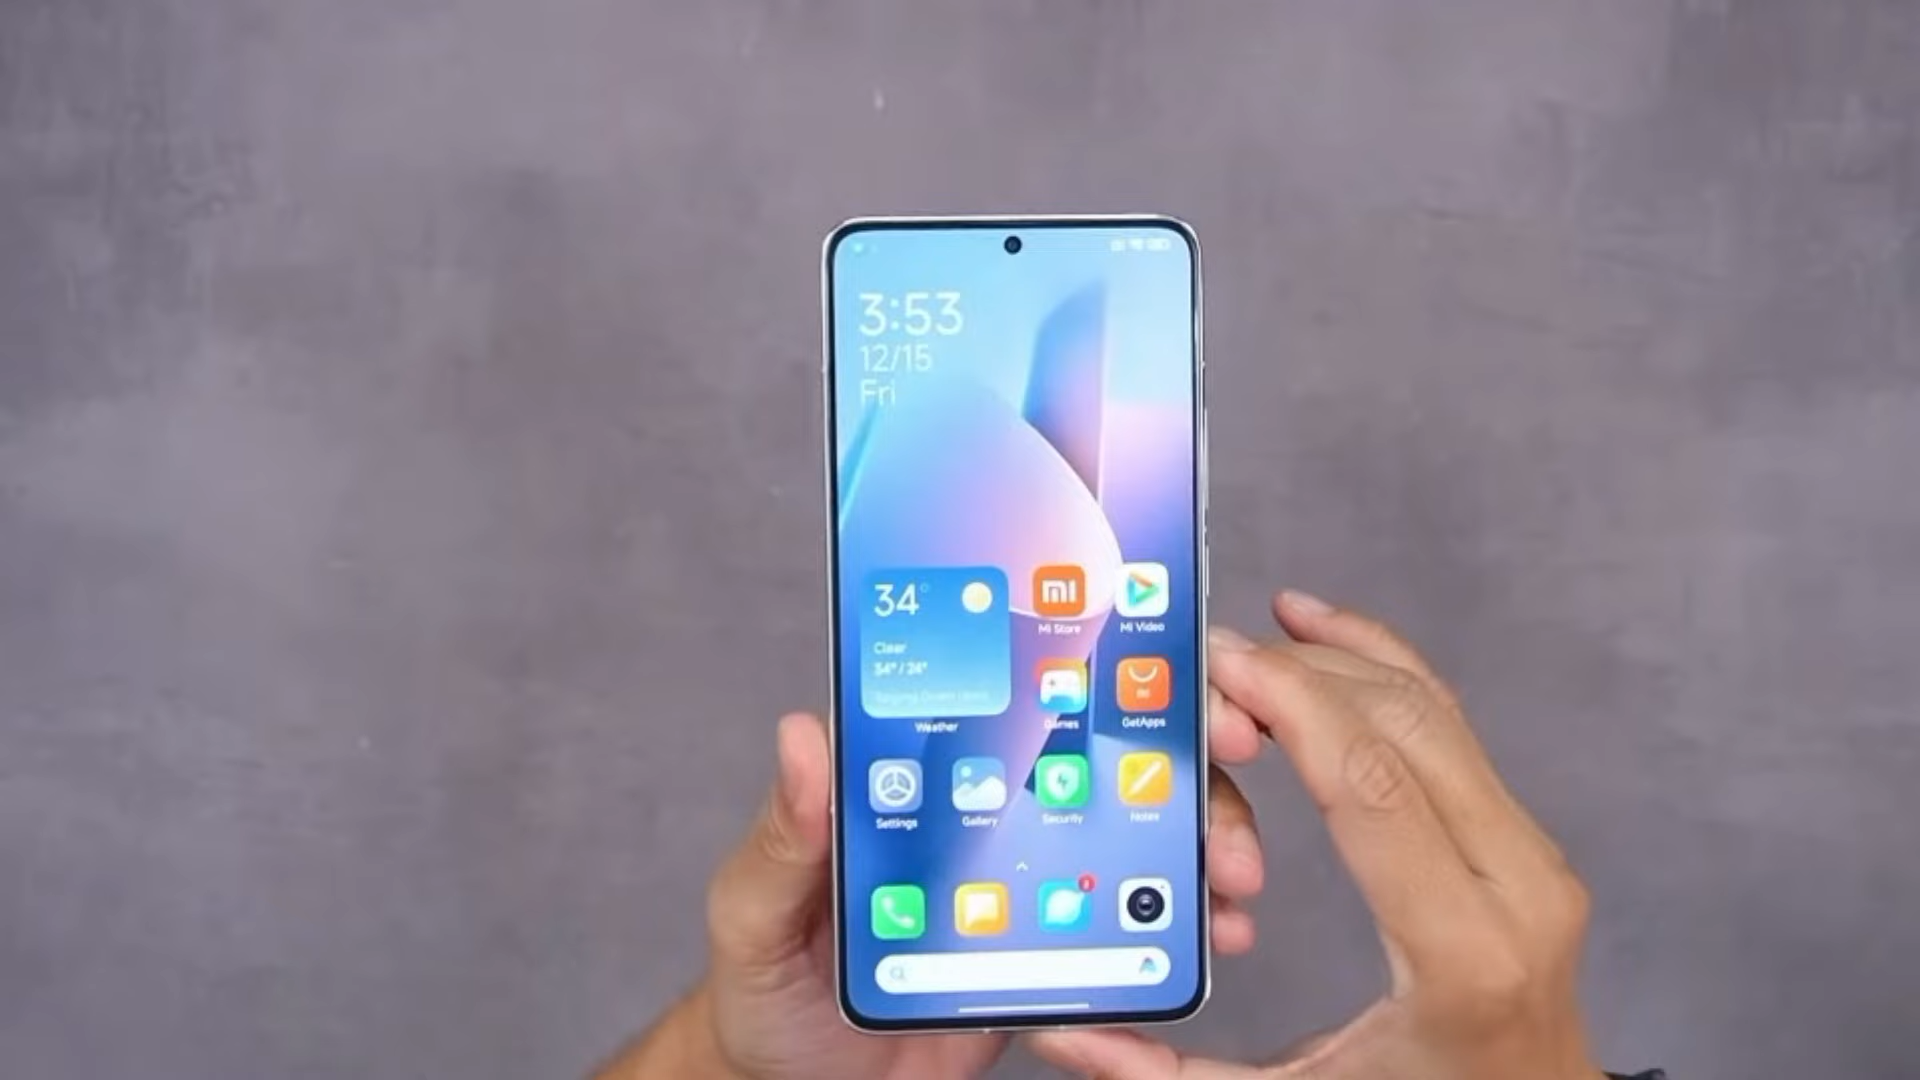 3:53
12/15
Fri
34°
Clear
34° / 24°
Weather
mi
Mi Store
Mi Video
Games
GetApps
Settings
Gallery
Security
Notes